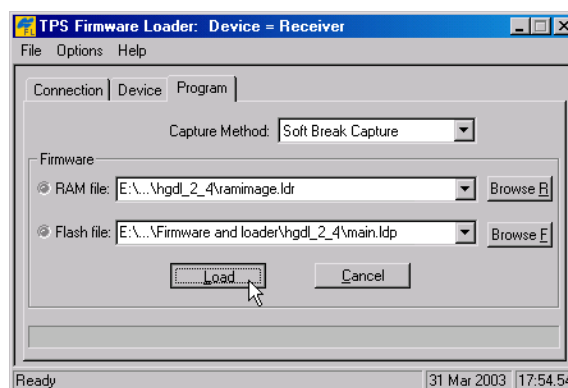 FL TPS Firmware Loader: Device = Receiver
File Options Help
Connection Device Program
Capture Method: Soft Break Capture
Firmware
RAM file: E:\...\hgdl_2_4\ramimage.ldr Browse R
Flash file: E:\...\Firmware and loader\hgdl_2_4\main.ldp Browse F
Load Cancel
Ready 31 Mar 2003 17:54.54